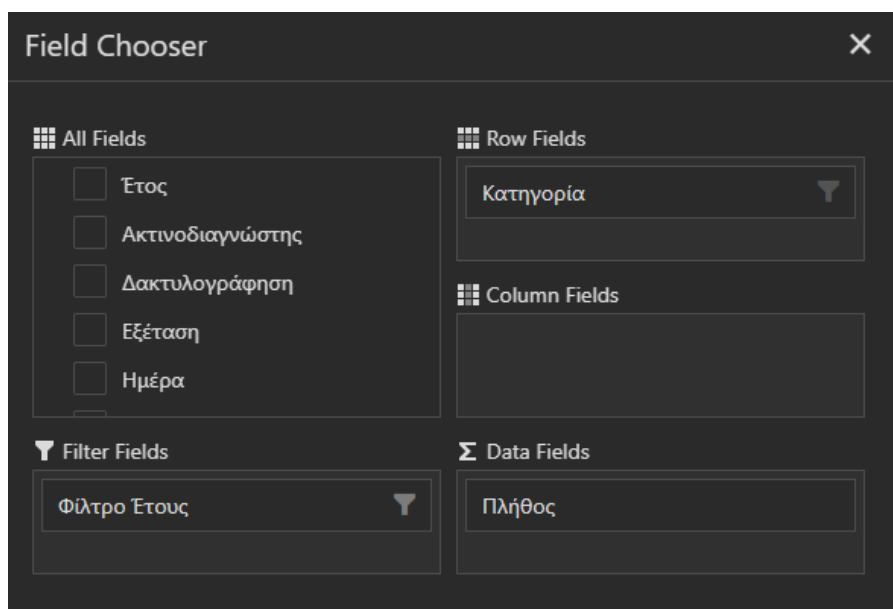 Field Chooser
All Fields
Έτος
Ακτινοδιαγνώστης
Δακτυλογράφηση
Εξέταση
Ημέρα
Row Fields
Κατηγορία
Column Fields
Filter Fields
Φίλτρο Έτους
Data Fields
Πλήθος